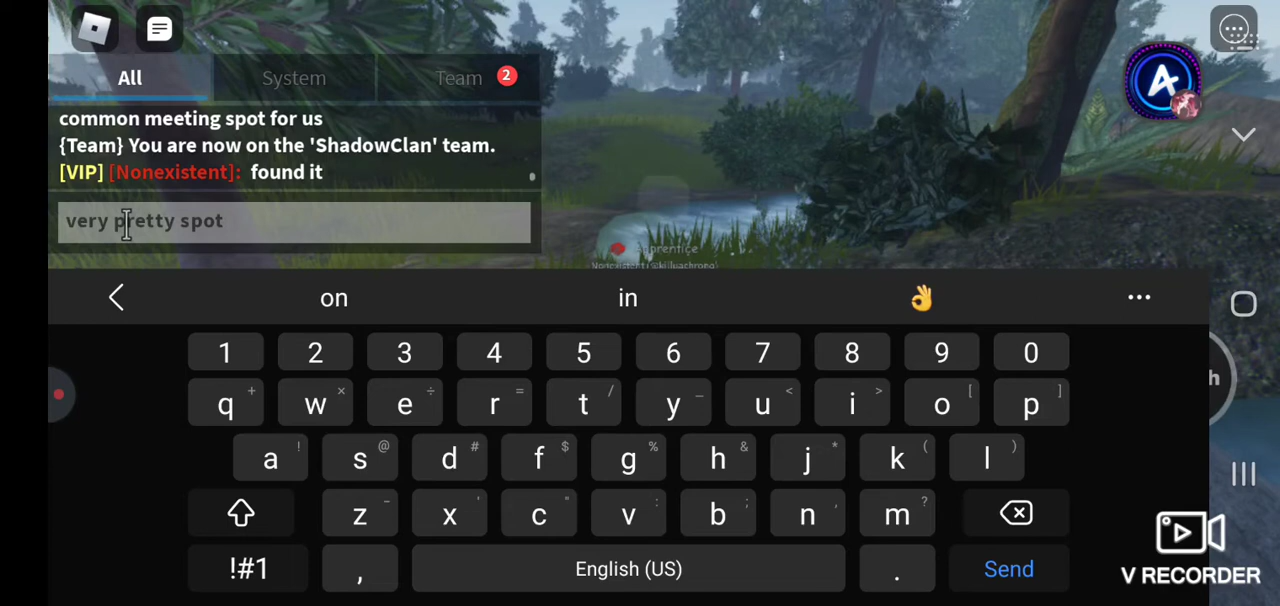 All System Team 2
common meeting spot for us
{Team} You are now on the 'ShadowClan' team.
[VIP] [Nonexistent]: found it
very pretty spot
Apprentice
on in 👌 ...
1 2 3 4 5 6 7 8 9 0
q + w × e ÷ r = t / y _ u < i > o [ p ]
a ! s @ d # f $ g % h & j * k ( l )
z - x ' c " v : b ; n , m ?
!#1 , English (US) . Send
h
V RECORDER